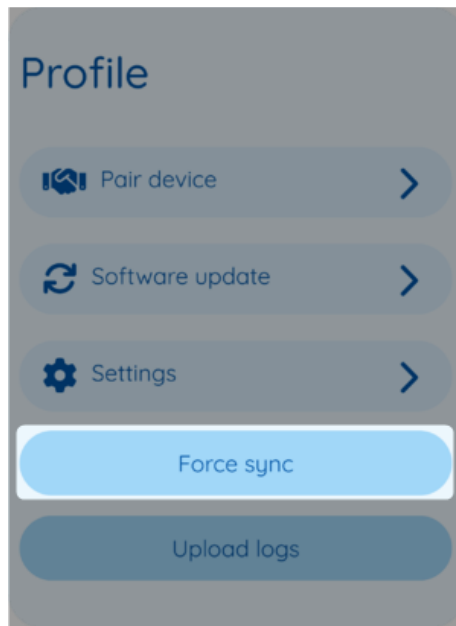 Profile
Pair device
Software update
Settings
Force sync
Upload logs